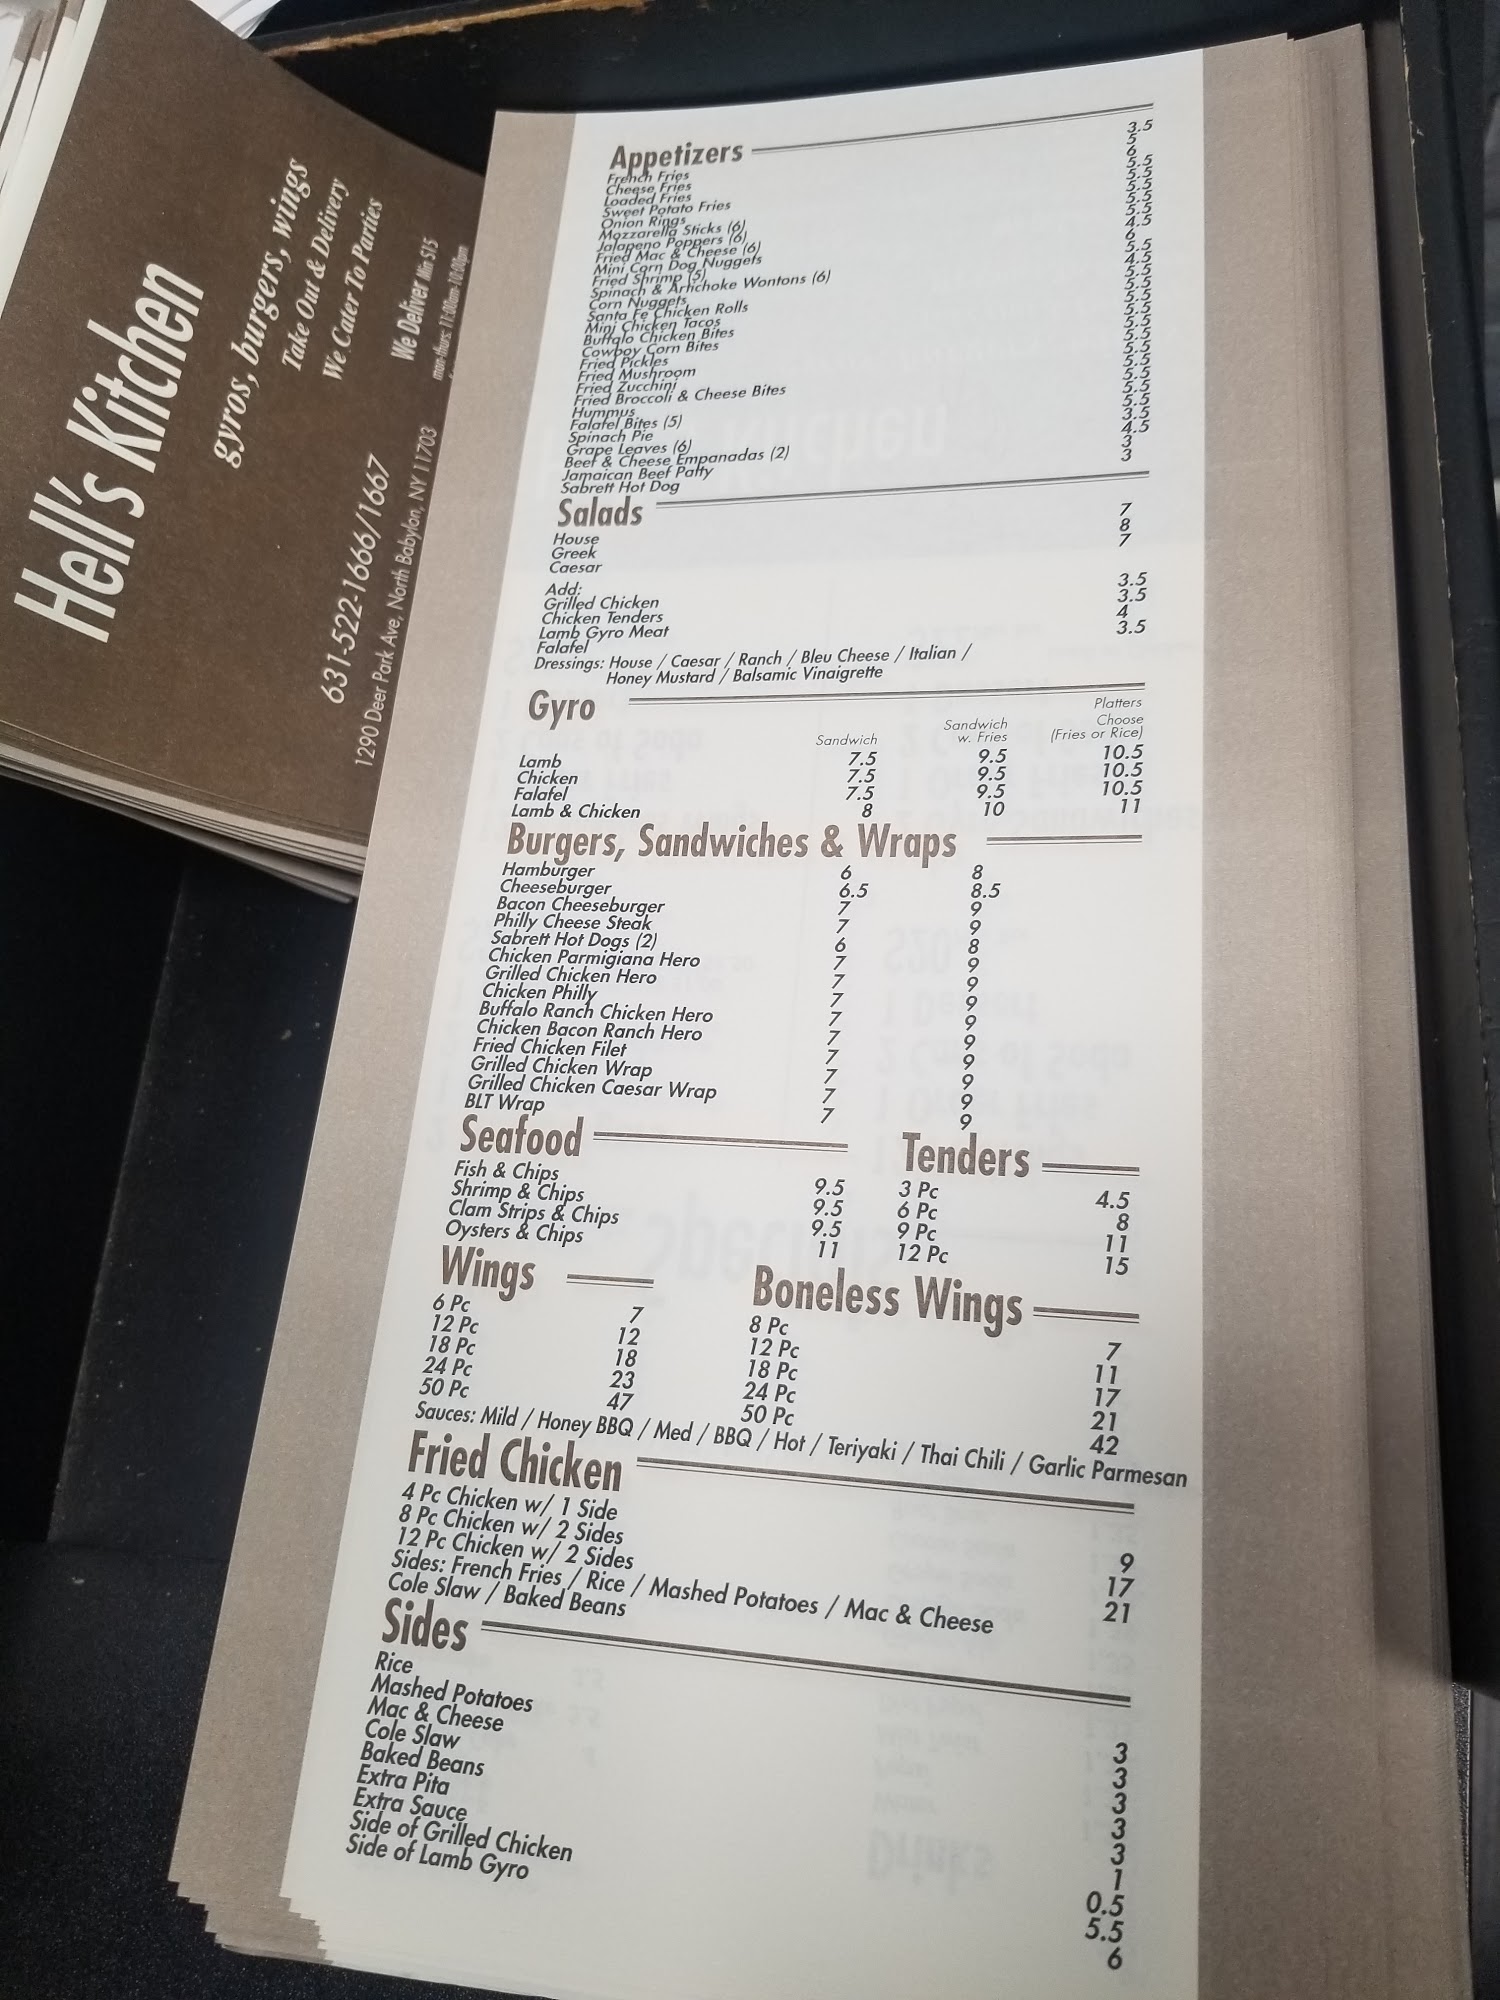 Hell's Kitchen
gyros, burgers, wings
Take Out & Delivery
We Cater To Parties
We Deliver Min $15
mon-thurs: 11:00am-10:00pm
631-522-1666/1667
1290 Deer Park Ave, North Babylon, NY 11703
Appetizers
French Fries 3.5
Cheese Fries 5
Loaded Fries 6
Sweet Potato Fries 5.5
Onion Rings 5.5
Mozzarella Sticks (6) 5.5
Jalapeno Poppers (6) 5.5
Fried Mac & Cheese (6) 5.5
Mini Corn Dog Nuggets 4.5
Fried Shrimp (5) 6
Spinach & Artichoke Wontons (6) 5.5
Corn Nuggets 4.5
Santa Fe Chicken Rolls 5.5
Mini Chicken Tacos 5.5
Buffalo Chicken Bites 5.5
Cowboy Corn Bites 5.5
Fried Pickles 5.5
Fried Mushroom 5.5
Fried Zucchini 5.5
Fried Broccoli & Cheese Bites 5.5
Hummus 5.5
Falafel Bites (5) 5.5
Spinach Pie 5.5
Grape Leaves (6) 3.5
Beef & Cheese Empanadas (2) 4.5
Jamaican Beef Patty 3
Sabrett Hot Dog 3
Salads
House 7
Greek 8
Caesar 7
Add:
Grilled Chicken 3.5
Chicken Tenders 3.5
Lamb Gyro Meat 4
Falafel 3.5
Dressings: House / Caesar / Ranch / Bleu Cheese / Italian /
Honey Mustard / Balsamic Vinaigrette
Gyro
Sandwich
Sandwich
w. Fries
Platters
Choose
(Fries or Rice)
Lamb 7.5 9.5 10.5
Chicken 7.5 9.5 10.5
Falafel 7.5 9.5 10.5
Lamb & Chicken 8 10 11
Burgers, Sandwiches & Wraps
Hamburger 6 8
Cheeseburger 6.5 8.5
Bacon Cheeseburger 7 9
Philly Cheese Steak 7 9
Sabrett Hot Dogs (2) 6 8
Chicken Parmigiana Hero 7 9
Grilled Chicken Hero 7 9
Chicken Philly 7 9
Buffalo Ranch Chicken Hero 7 9
Chicken Bacon Ranch Hero 7 9
Fried Chicken Filet 7 9
Grilled Chicken Wrap 7 9
Grilled Chicken Caesar Wrap 7 9
BLT Wrap 7 9
Seafood
Fish & Chips 9.5
Shrimp & Chips 9.5
Clam Strips & Chips 9.5
Oysters & Chips 11
Tenders
3 Pc 4.5
6 Pc 8
9 Pc 11
12 Pc 15
Wings
6 Pc 7
12 Pc 12
18 Pc 18
24 Pc 23
50 Pc 47
Boneless Wings
8 Pc 7
12 Pc 11
18 Pc 17
24 Pc 21
50 Pc 42
Sauces: Mild / Honey BBQ / Med / BBQ / Hot / Teriyaki / Thai Chili / Garlic Parmesan
Fried Chicken
4 Pc Chicken w/ 1 Side 9
8 Pc Chicken w/ 2 Sides 17
12 Pc Chicken w/ 2 Sides 21
Sides: French Fries / Rice / Mashed Potatoes / Mac & Cheese
Cole Slaw / Baked Beans
Sides
Rice 3
Mashed Potatoes 3
Mac & Cheese 3
Cole Slaw 3
Baked Beans 3
Extra Pita 1
Extra Sauce 0.5
Side of Grilled Chicken 5.5
Side of Lamb Gyro 6